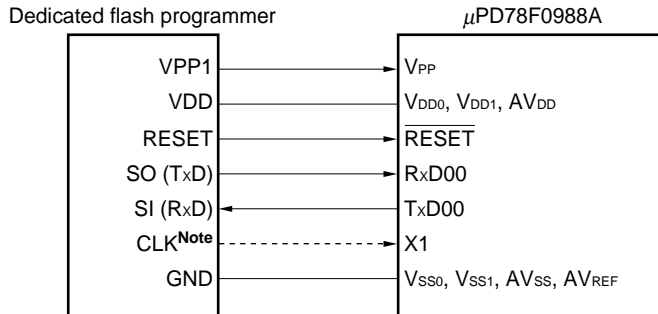 Dedicated flash programmer μPD78F0988A
VPP1 VPP
VDD VDD0, VDD1, AVDD
RESET RESET
SO (TxD) RxD00
SI (RxD) TxD00
CLKNote X1
GND VSS0, VSS1, AVSS, AVREF